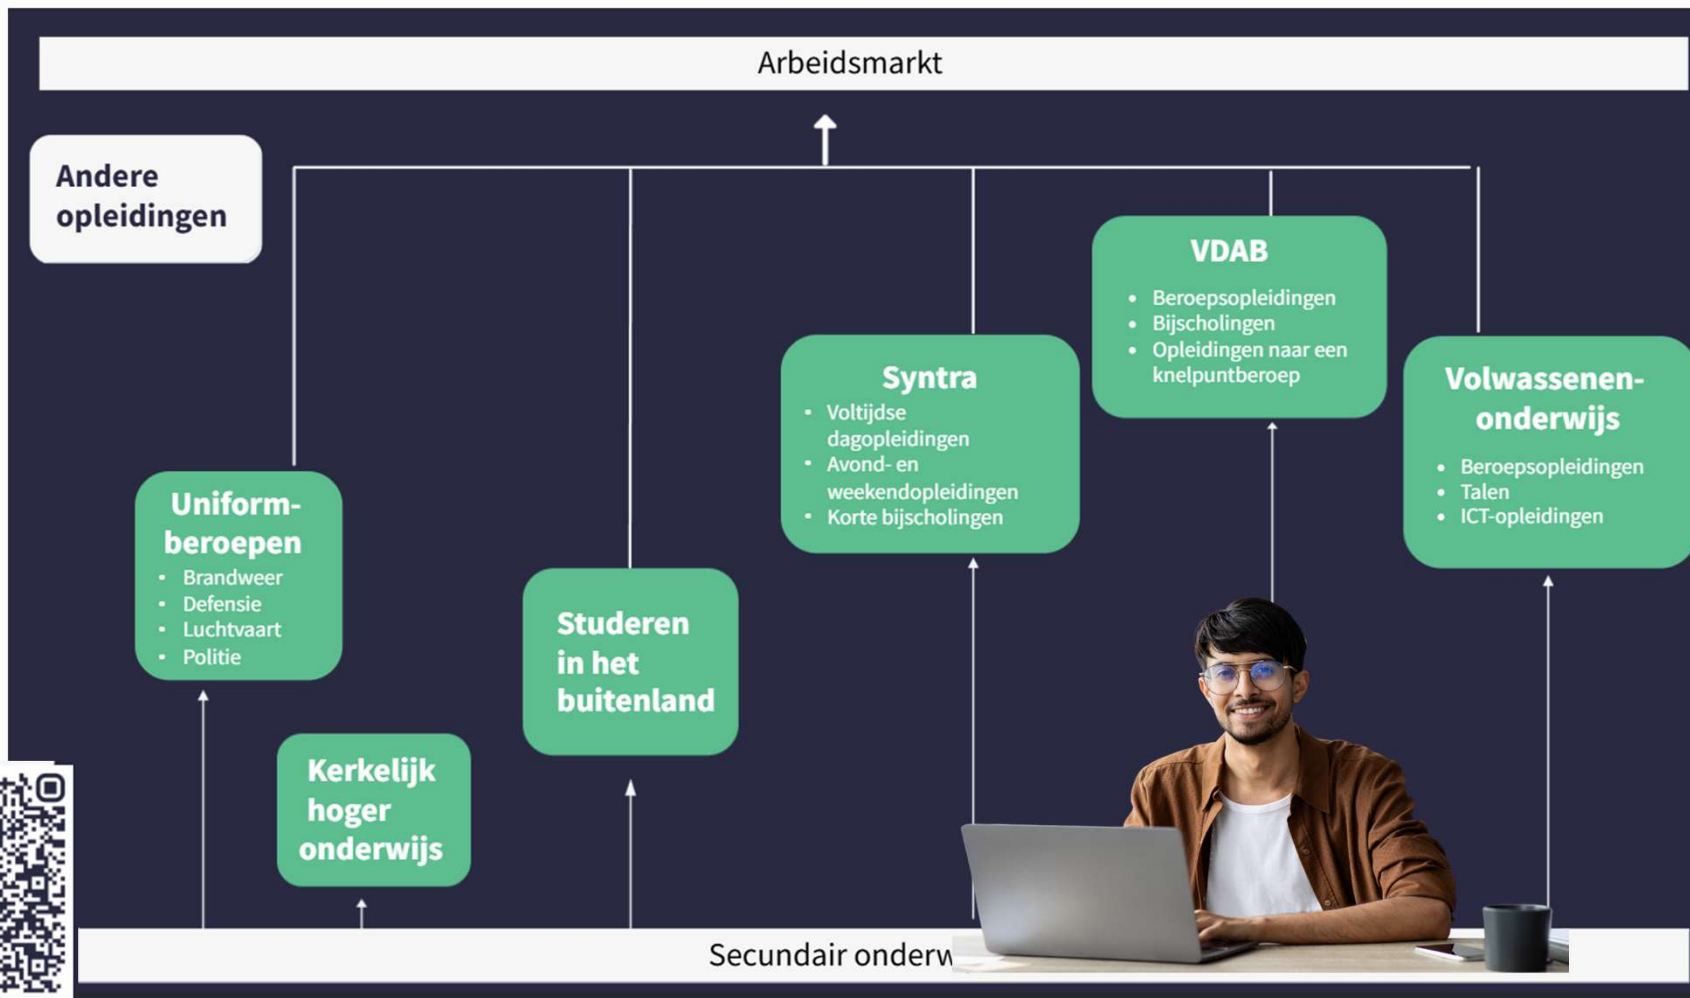 Arbeidsmarkt
Andere
opleidingen
VDAB
• Beroepsopleidingen
• Bijscholingen
• Opleidingen naar een
knelpuntberoep
Syntra
• Voltijdse
dagopleidingen
• Avond- en
weekendopleidingen
• Korte bijscholingen
Volwassenen-
onderwijs
• Beroepsopleidingen
• Talen
• ICT-opleidingen
Uniform-
beroepen
• Brandweer
• Defensie
• Luchtvaart
• Politie
Studeren
in het
buitenland
Kerkelijk
hoger
onderwijs
Secundair